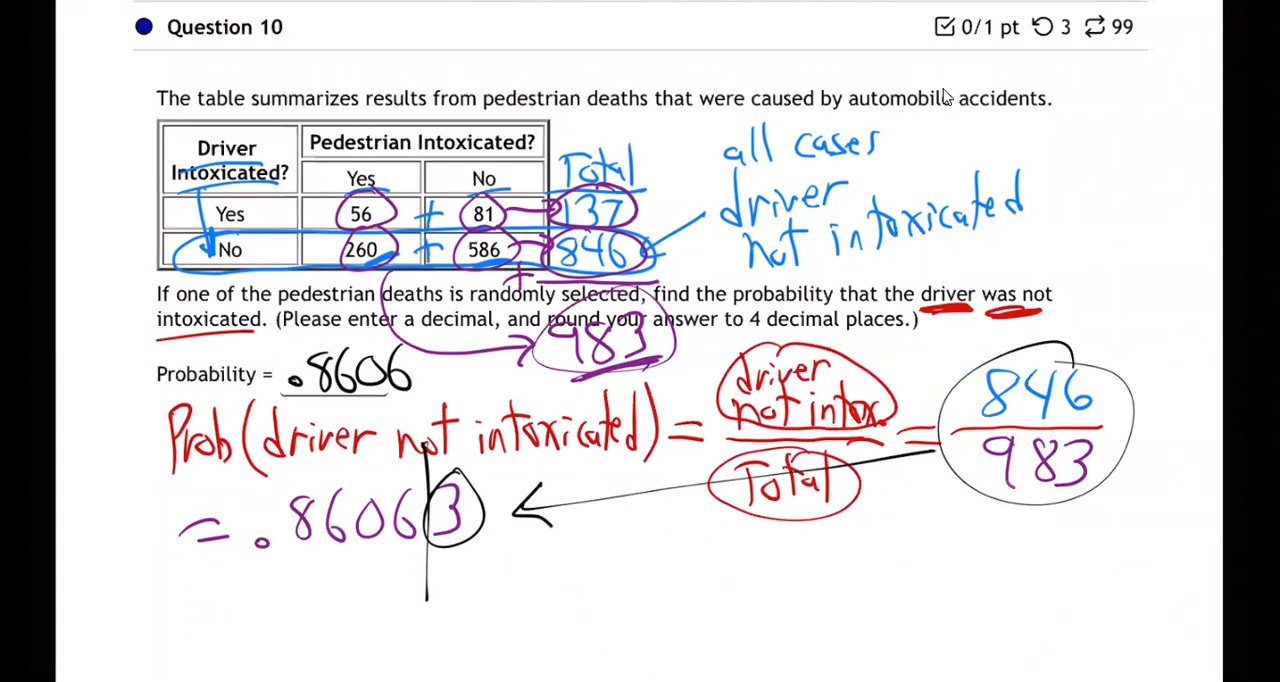 Question 10
0/1 pt 3 99
The table summarizes results from pedestrian deaths that were caused by automobile accidents.
Driver Intoxicated? Pedestrian Intoxicated?
Yes No Total
Yes 56 + 81 137
No 260 + 586 846
+
983
all cases
driver
not intoxicated
If one of the pedestrian deaths is randomly selected, find the probability that the driver was not
intoxicated. (Please enter a decimal, and round your answer to 4 decimal places.)
Probability = .8606
Prob(driver not intoxicated) = driver not intox. / Total = 846 / 983
= .86063